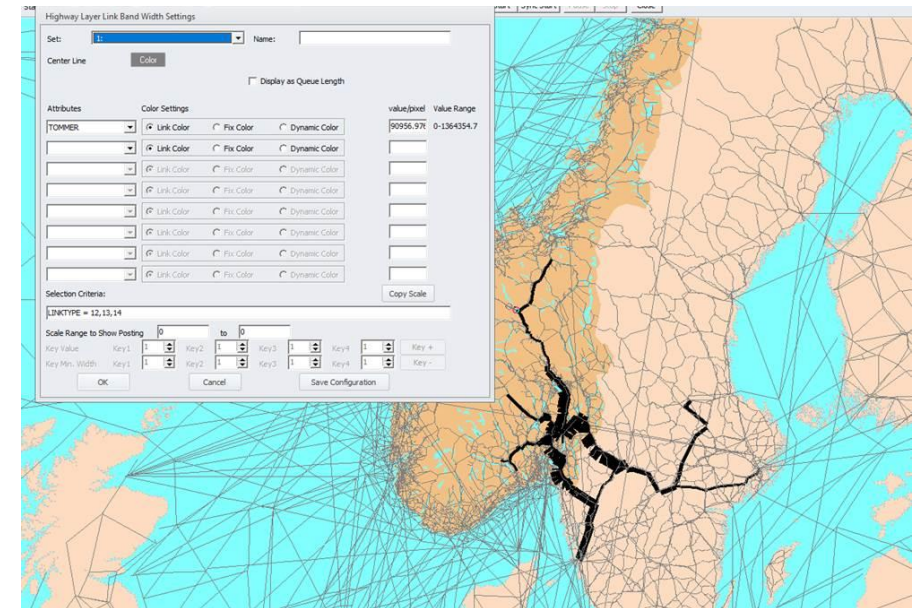 Sync Start
Close
Highway Layer Link Band Width Settings
Set: 1: Name:
Center Line Color
Display as Queue Length
Attributes Color Settings value/pixel Value Range
TOMMER Link Color Fix Color Dynamic Color 90956.976 0-1364354.7
Link Color Fix Color Dynamic Color
Link Color Fix Color Dynamic Color
Link Color Fix Color Dynamic Color
Link Color Fix Color Dynamic Color
Link Color Fix Color Dynamic Color
Link Color Fix Color Dynamic Color
Link Color Fix Color Dynamic Color
Selection Criteria: Copy Scale
LINKTYPE = 12,13,14
Scale Range to Show Posting 0 to 0
Key Value Key1 1 Key2 1 Key3 1 Key4 1 Key +
Key Min. Width Key1 1 Key2 1 Key3 1 Key4 1 Key -
OK Cancel Save Configuration